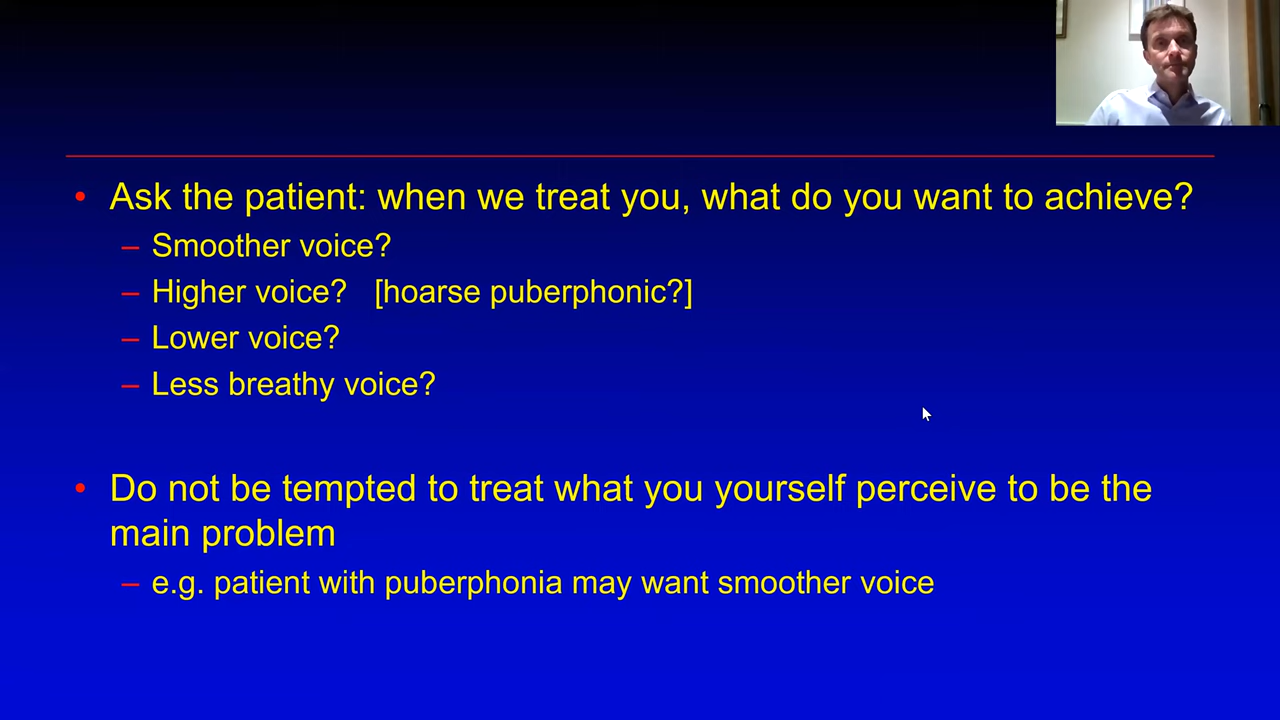 • Ask the patient: when we treat you, what do you want to achieve?
– Smoother voice?
– Higher voice? [hoarse puberphonic?]
– Lower voice?
– Less breathy voice?
• Do not be tempted to treat what you yourself perceive to be the
main problem
– e.g. patient with puberphonia may want smoother voice